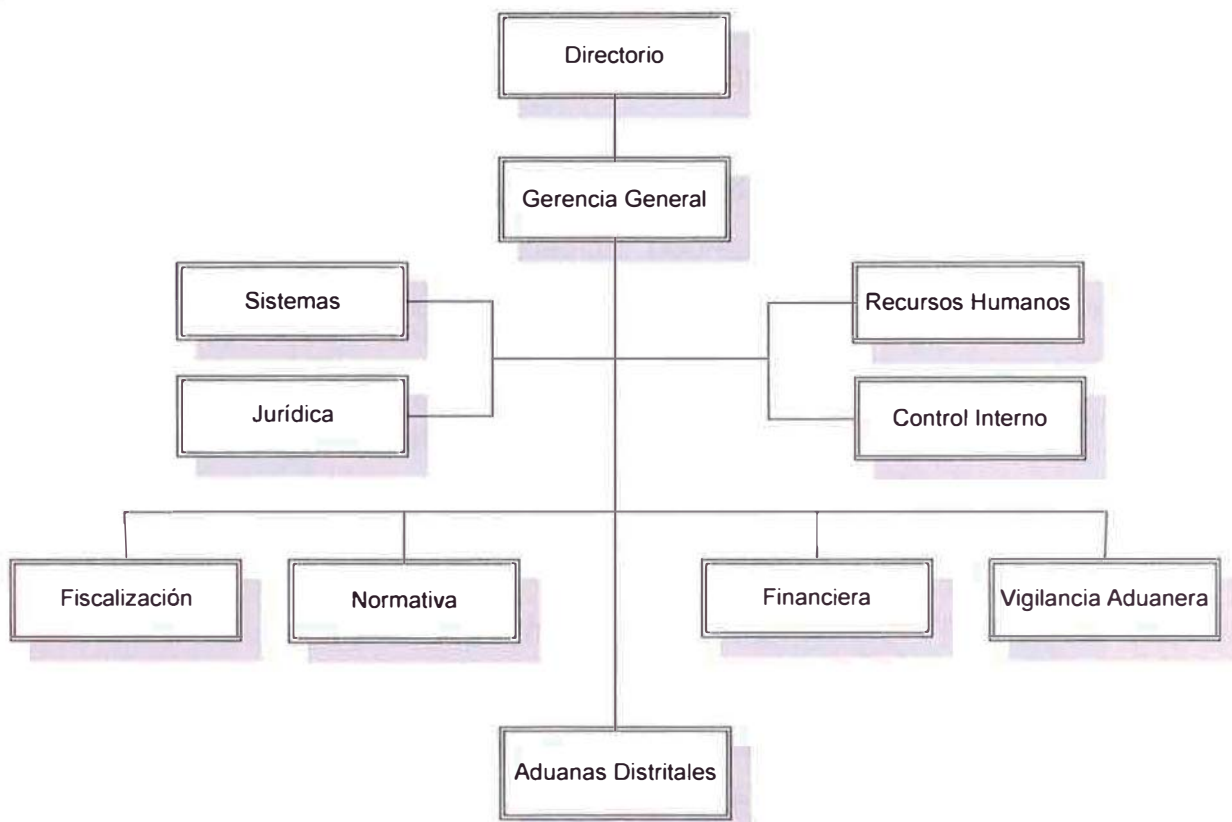 Directorio
Gerencia General
Sistemas
Recursos Humanos
Jurídica
Control Interno
Fiscalización
Normativa
Financiera
Vigilancia Aduanera
Aduanas Distritales